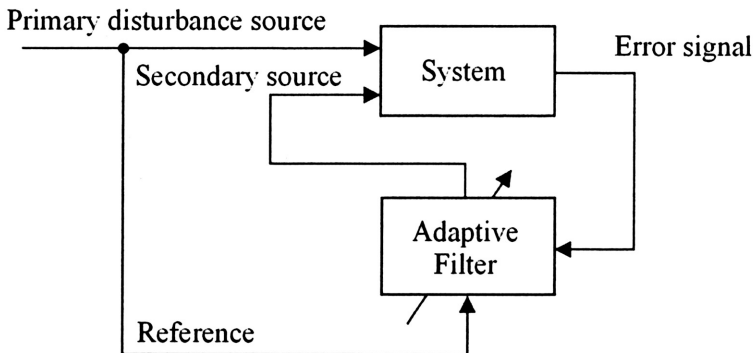 Primary disturbance source
Error signal
Secondary source
System
Adaptive
Filter
Reference